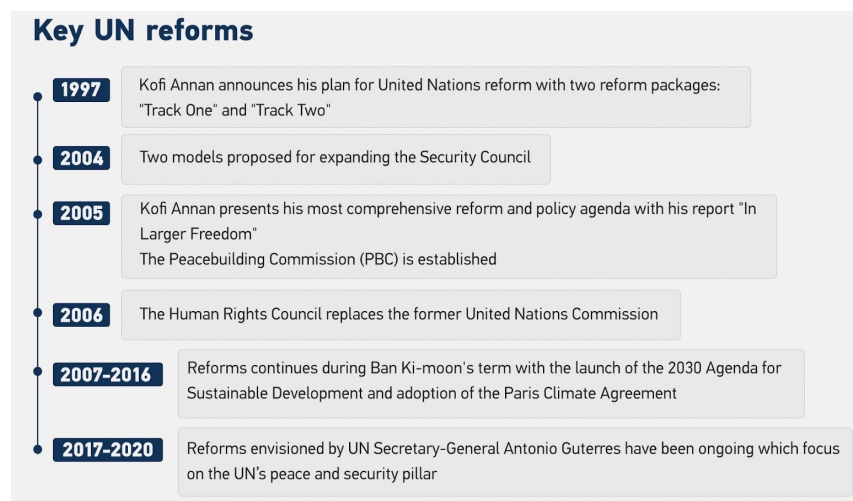 Key UN reforms
1997
Kofi Annan announces his plan for United Nations reform with two reform packages:
"Track One" and "Track Two"
2004
Two models proposed for expanding the Security Council
2005
Kofi Annan presents his most comprehensive reform and policy agenda with his report "In
Larger Freedom"
The Peacebuilding Commission (PBC) is established
2006
The Human Rights Council replaces the former United Nations Commission
2007-2016
Reforms continues during Ban Ki-moon's term with the launch of the 2030 Agenda for
Sustainable Development and adoption of the Paris Climate Agreement
2017-2020
Reforms envisioned by UN Secretary-General Antonio Guterres have been ongoing which focus
on the UN’s peace and security pillar